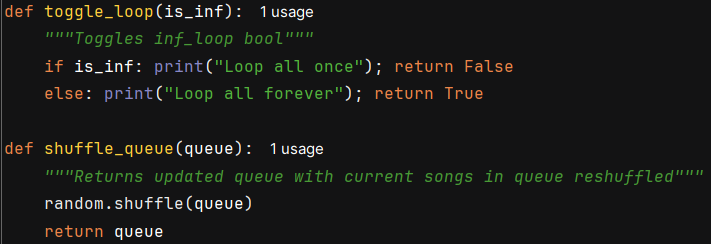 def toggle_loop(is_inf): 1 usage
"""Toggles inf_loop bool"""
if is_inf: print("Loop all once"); return False
else: print("Loop all forever"); return True
def shuffle_queue(queue): 1 usage
"""Returns updated queue with current songs in queue reshuffled"""
random.shuffle(queue)
return queue